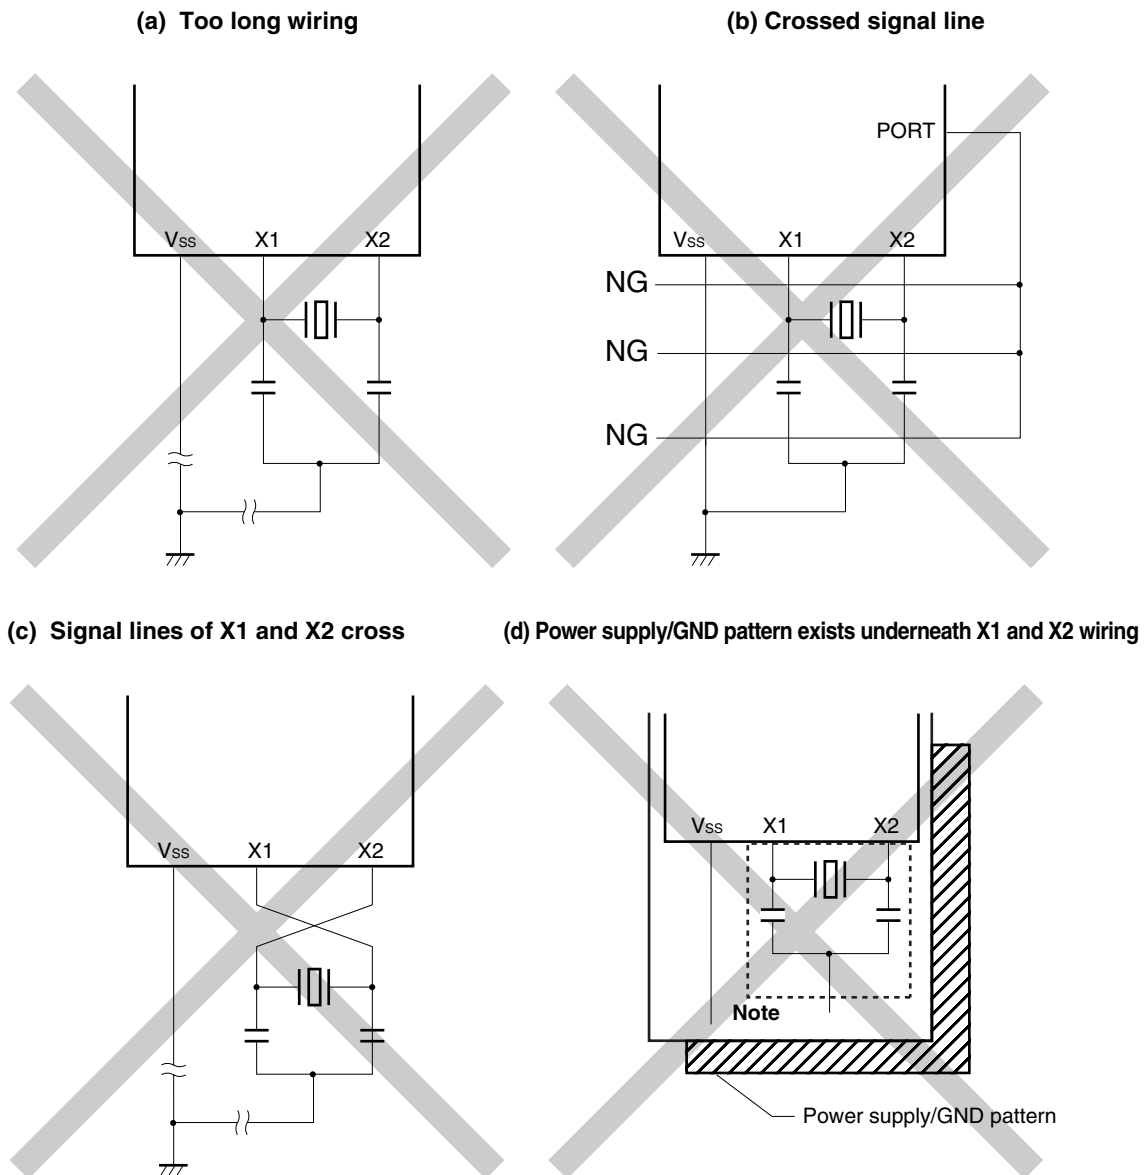 (a) Too long wiring
VSS X1 X2
(b) Crossed signal line
PORT
VSS X1 X2
NG
NG
NG
(c) Signal lines of X1 and X2 cross
VSS X1 X2
(d) Power supply/GND pattern exists underneath X1 and X2 wiring
VSS X1 X2
Note
Power supply/GND pattern